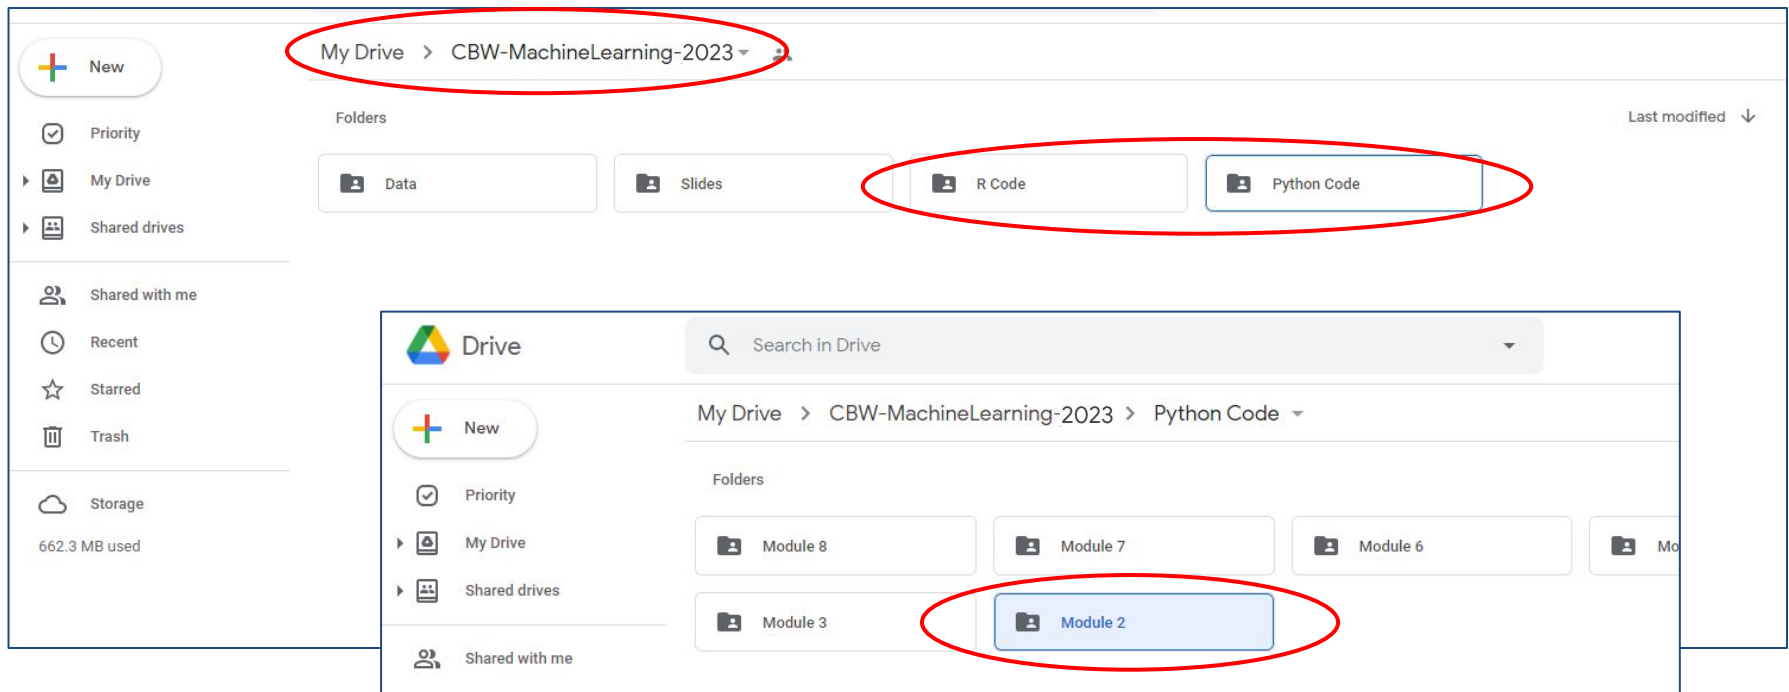 My Drive > CBW-MachineLearning-2023
New
Folders
Last modified
Priority
My Drive
Shared drives
Data
Slides
R Code
Python Code
Shared with me
Recent
Starred
Trash
Storage
662.3 MB used
Drive
Search in Drive
New
My Drive > CBW-MachineLearning-2023 > Python Code
Folders
Priority
My Drive
Shared drives
Shared with me
Module 8
Module 7
Module 6
Mo
Module 3
Module 2